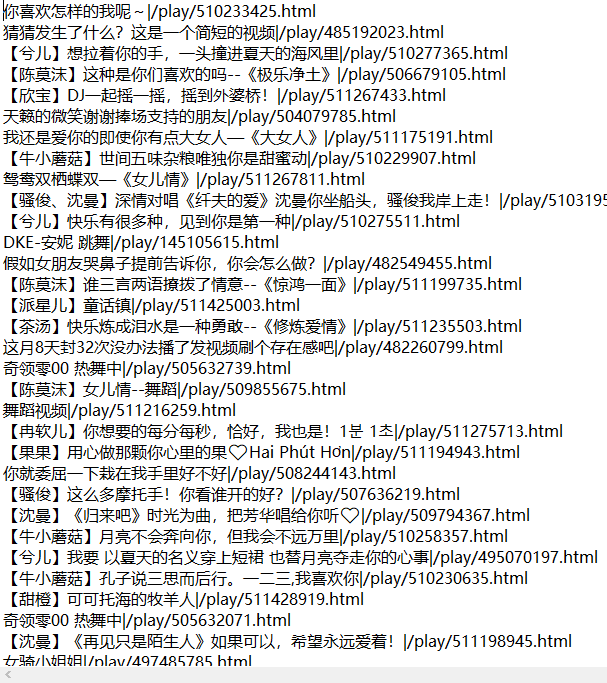 你喜欢怎样的我呢～|/play/510233425.html
猜猜发生了什么？这是一个简短的视频|/play/485192023.html
【兮儿】想拉着你的手，一头撞进夏天的海风里|/play/510277365.html
【陈莫沫】这种是你们喜欢的吗--《极乐净土》|/play/506679105.html
【欣宝】DJ一起摇一摇，摇到外婆桥！|/play/511267433.html
天籁的微笑谢谢捧场支持的朋友|/play/504079785.html
我还是爱你的即使你有点大女人—《大女人》|/play/511175191.html
【牛小蘑菇】世间五味杂粮唯独你是甜蜜动|/play/510229907.html
鸳鸯双栖蝶双—《女儿情》|/play/511267811.html
【骚俊、沈曼】深情对唱《纤夫的爱》沈曼你坐船头，骚俊我岸上走！|/play/5103195
【兮儿】快乐有很多种，见到你是第一种|/play/510275511.html
DKE-安妮 跳舞|/play/145105615.html
假如女朋友哭鼻子提前告诉你，你会怎么做？|/play/482549455.html
【陈莫沫】谁三言两语撩拨了情意--《惊鸿一面》|/play/511199735.html
【派星儿】童话镇|/play/511425003.html
【茶汤】快乐炼成泪水是一种勇敢--《修炼爱情》|/play/511235503.html
这月8天封32次没办法播了发视频刷个存在感吧|/play/482260799.html
奇领零00 热舞中|/play/505632739.html
【陈莫沫】女儿情--舞蹈|/play/509855675.html
舞蹈视频|/play/511216259.html
【冉软儿】你想要的每分每秒，恰好，我也是！1분 1초|/play/511275713.html
【果果】用心做那颗你心里的果♡Hai Phút Hơn|/play/511194943.html
你就委屈一下栽在我手里好不好|/play/508244143.html
【骚俊】这么多摩托手！你看谁开的好？|/play/507636219.html
【沈曼】《归来吧》时光为曲，把芳华唱给你听♡|/play/509794367.html
【牛小蘑菇】月亮不会奔向你，但我会不远万里|/play/510258357.html
【兮儿】我要 以夏天的名义穿上短裙 也替月亮夺走你的心事|/play/495070197.html
【牛小蘑菇】孔子说三思而后行。一二三,我喜欢你|/play/510230635.html
【甜橙】可可托海的牧羊人|/play/511428919.html
奇领零00 热舞中|/play/505632071.html
【沈曼】《再见只是陌生人》如果可以，希望永远爱着！|/play/511198945.html
女骑小姐姐|/play/497485785.html